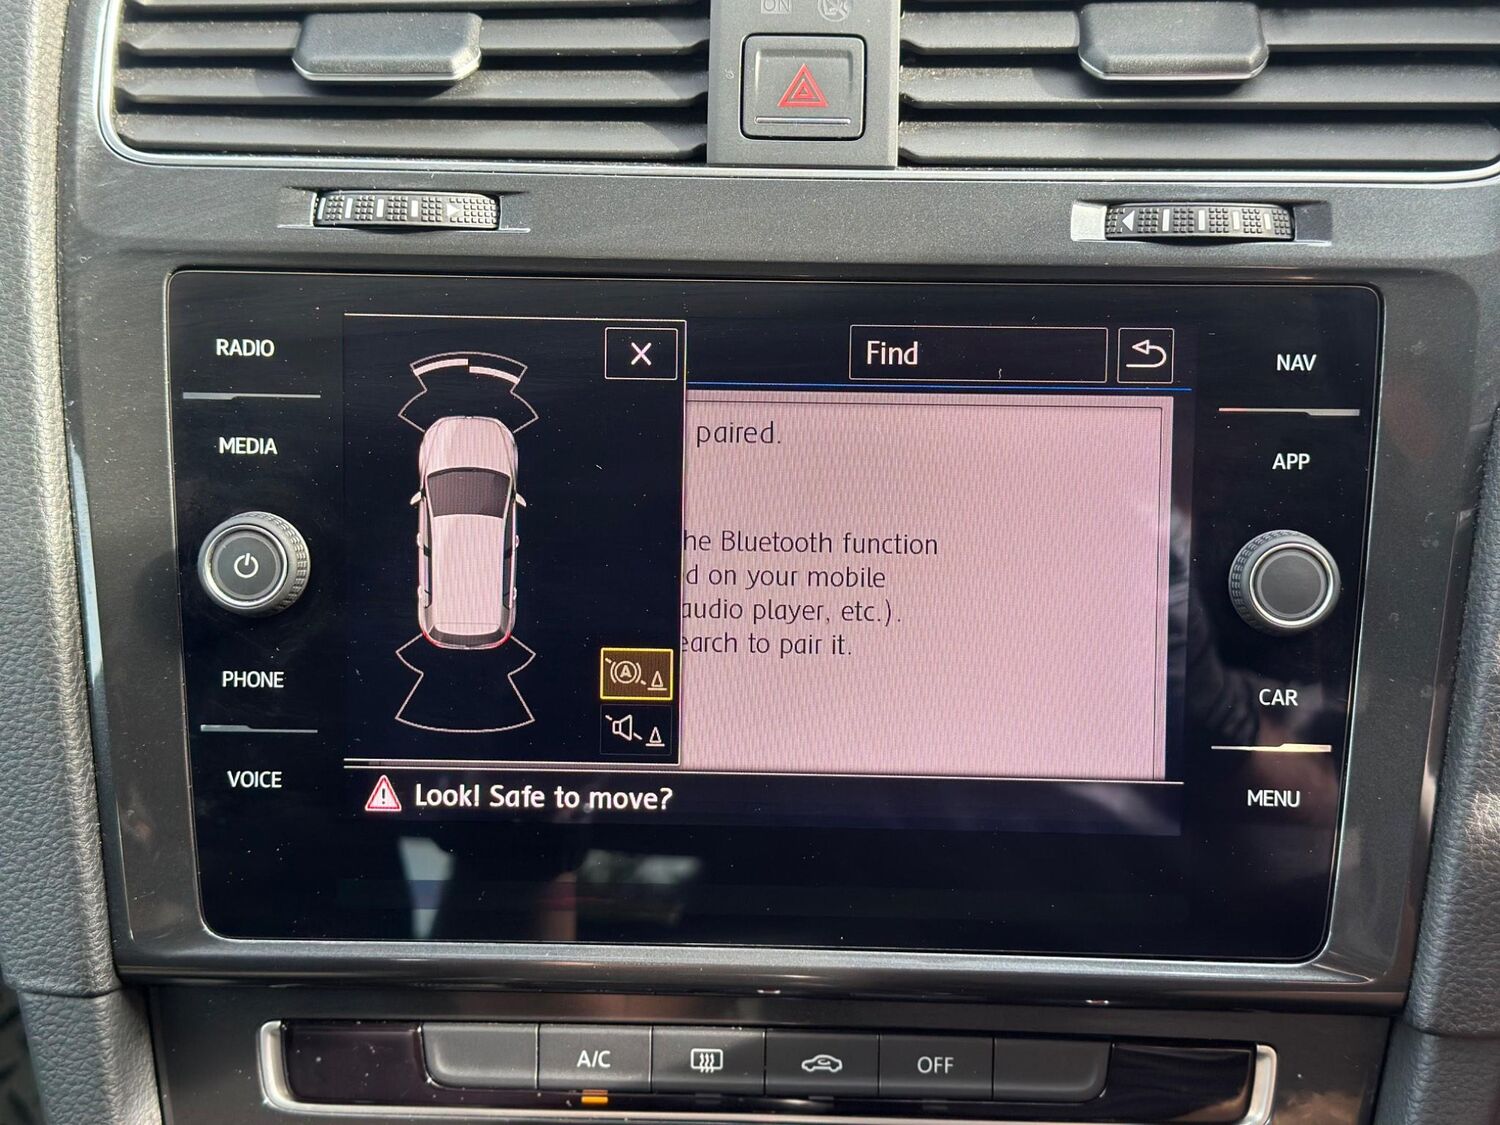 ON
RADIO
MEDIA
PHONE
VOICE
Find
paired.
he Bluetooth function
d on your mobile
audio player, etc.).
earch to pair it.
A
Look! Safe to move?
NAV
APP
CAR
MENU
A/C
OFF